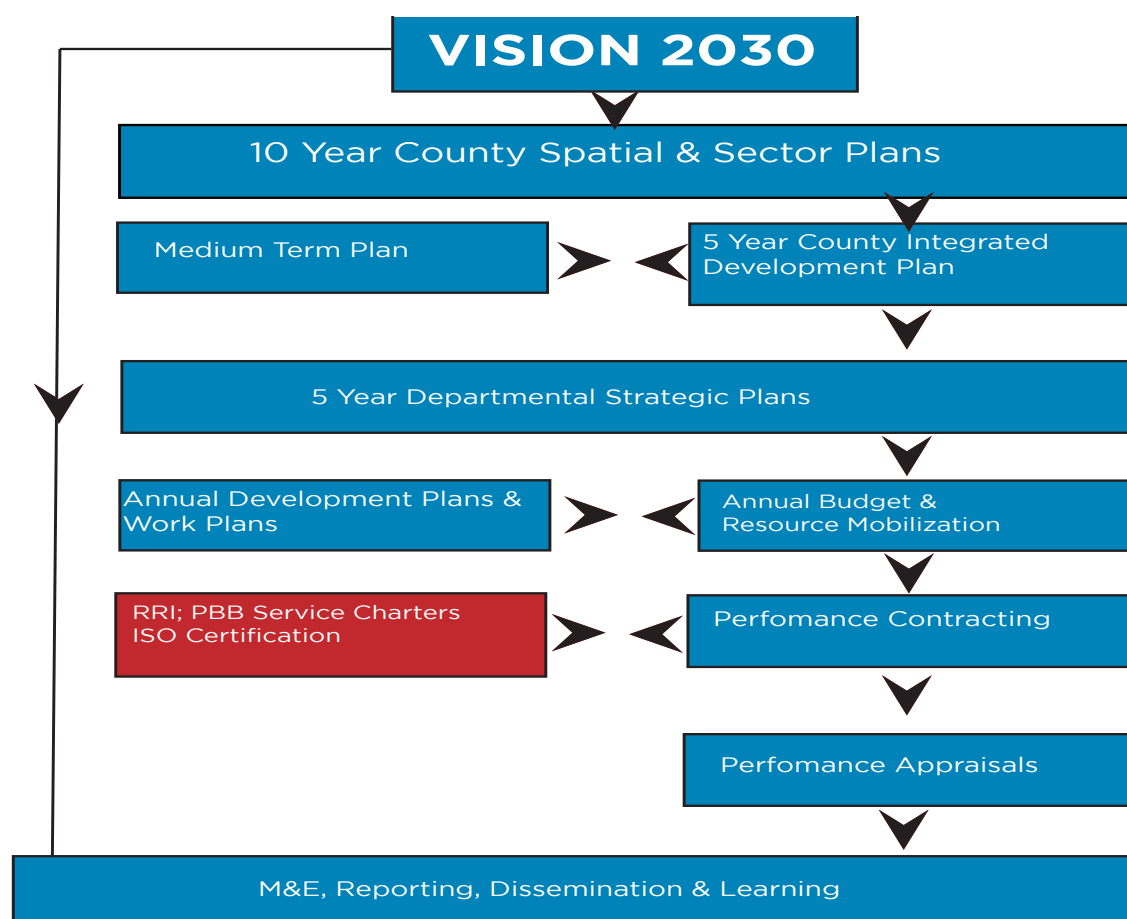 VISION 2030
10 Year County Spatial & Sector Plans
Medium Term Plan
5 Year County Integrated
Development Plan
5 Year Departmental Strategic Plans
Annual Development Plans &
Work Plans
Annual Budget &
Resource Mobilization
RRI; PBB Service Charters
ISO Certification
Perfomance Contracting
Perfomance Appraisals
M&E, Reporting, Dissemination & Learning